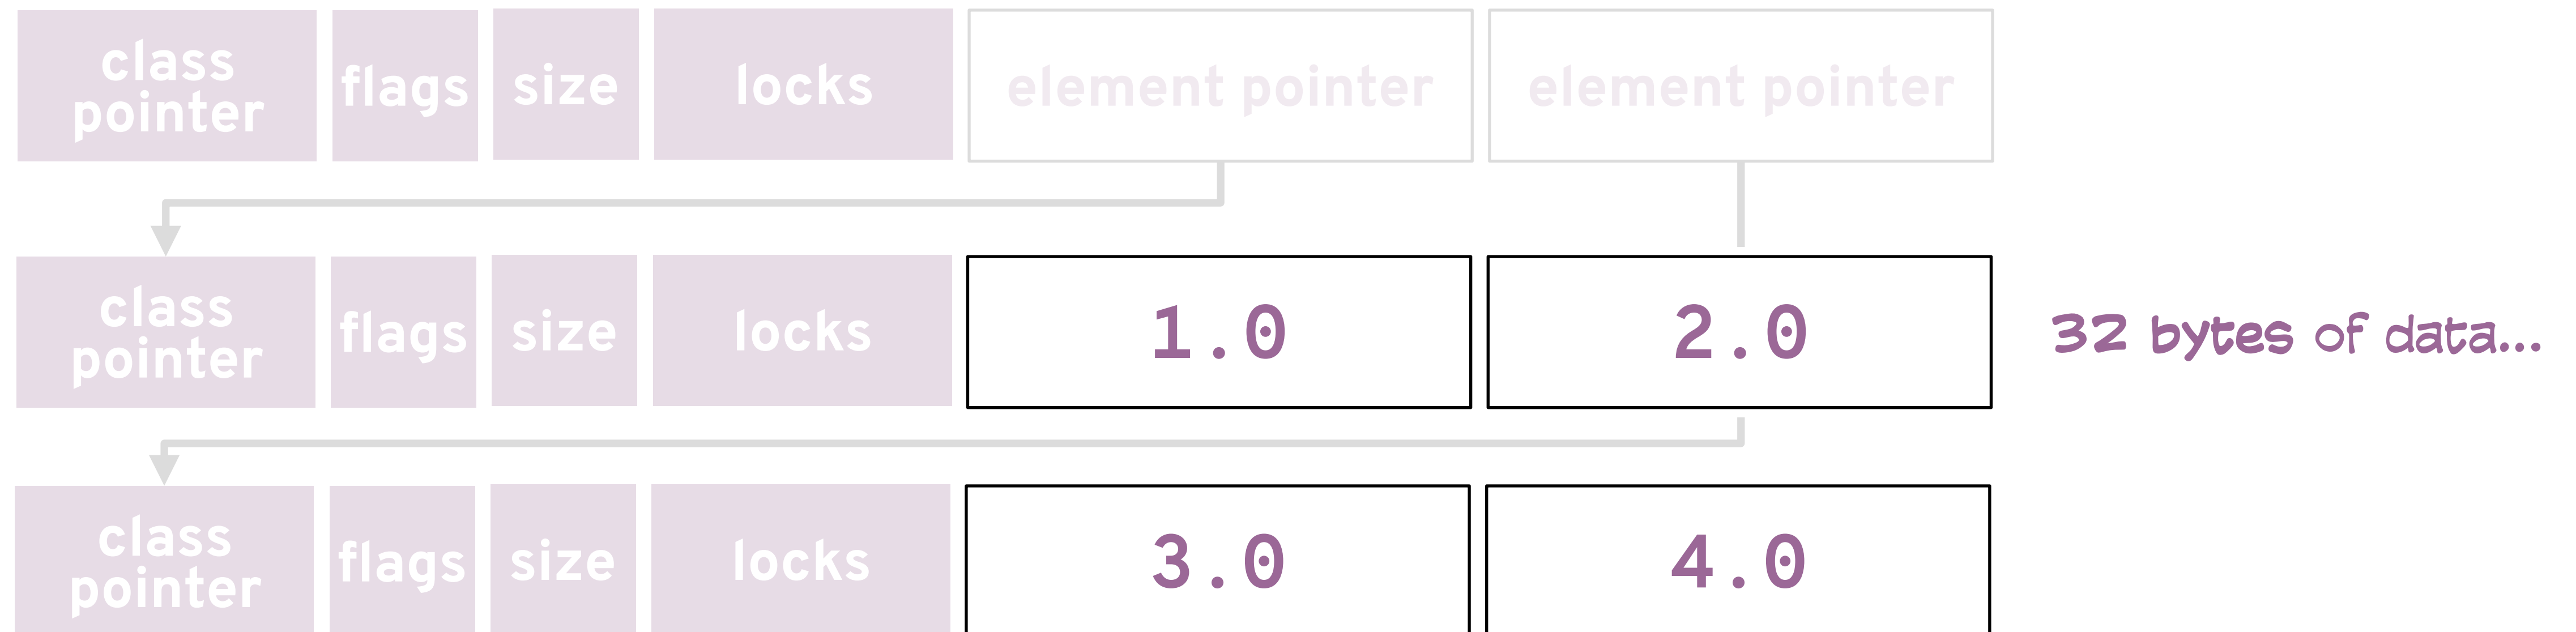 class pointer flags size locks element pointer element pointer
class pointer flags size locks 1.0 2.0 32 bytes of data...
class pointer flags size locks 3.0 4.0